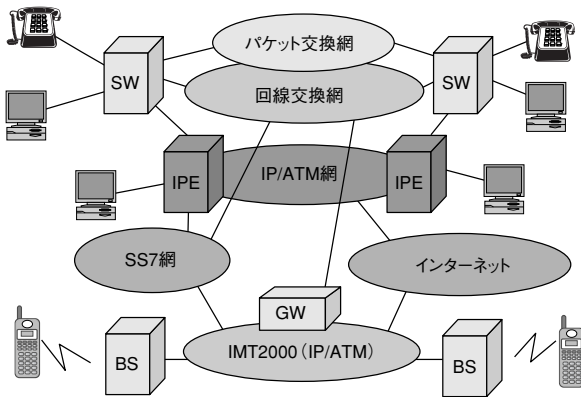 パケット交換網
SW
SW
回線交換網
IPE
IP/ATM網
IPE
SS7網
インターネット
GW
BS
IMT2000(IP/ATM)
BS